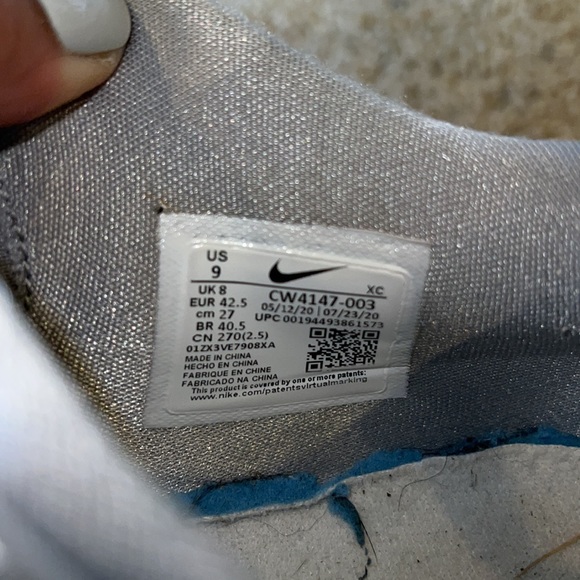 US
9
UK 8
EUR 42.5
cm 27
BR 40.5
CN 270(2.5)
XC
CW4147-003
05/12/20 | 07/23/20
UPC 00194493861573
01ZX3VE7908XA
MADE IN CHINA
HECHO EN CHINA
FABRIQUE EN CHINE
FABRICADO NA CHINA
This product is covered by one or more patents:
www.nike.com/patentsvirtualmarking